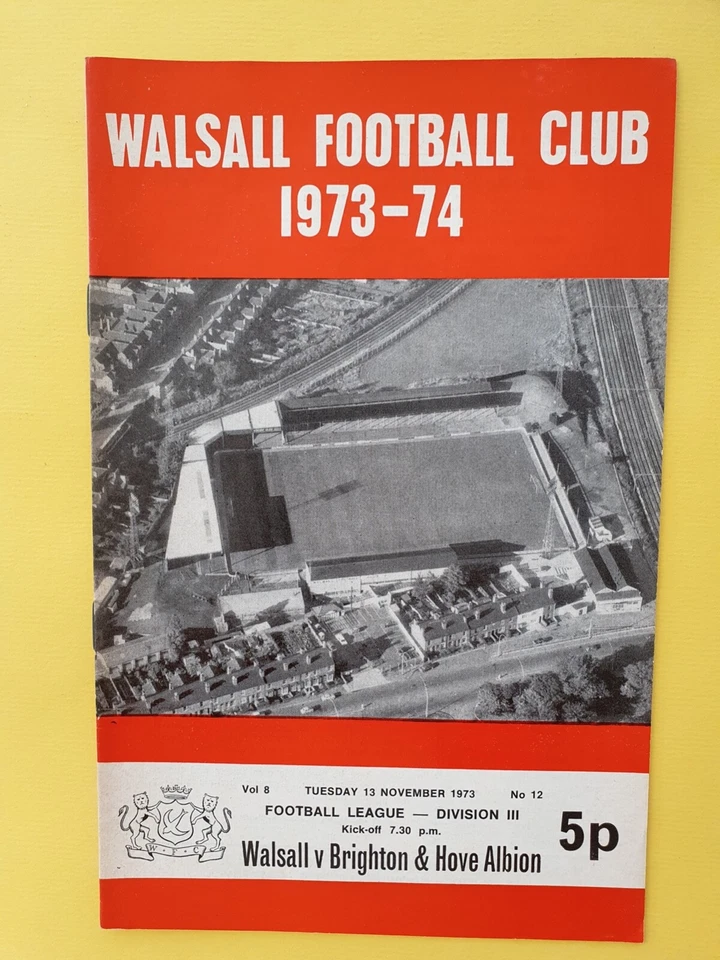 WALSALL FOOTBALL CLUB
1973-74
Vol 8 TUESDAY 13 NOVEMBER 1973 No 12
FOOTBALL LEAGUE — DIVISION III
Kick-off 7.30 p.m.
Walsall v Brighton & Hove Albion
5p
W · F · C